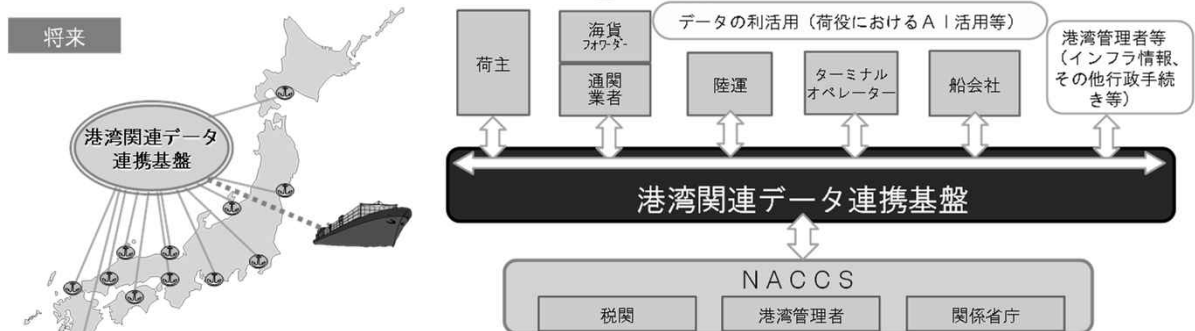 将来
港湾関連データ
連携基盤
データの利活用（荷役におけるＡＩ活用等）
荷主
海貨
フォワーダー
通関
業者
陸運
ターミナル
オペレーター
船会社
港湾管理者等
（インフラ情報、
その他行政手続
き等）
港湾関連データ連携基盤
ＮＡＣＣＳ
税関
港湾管理者
関係省庁